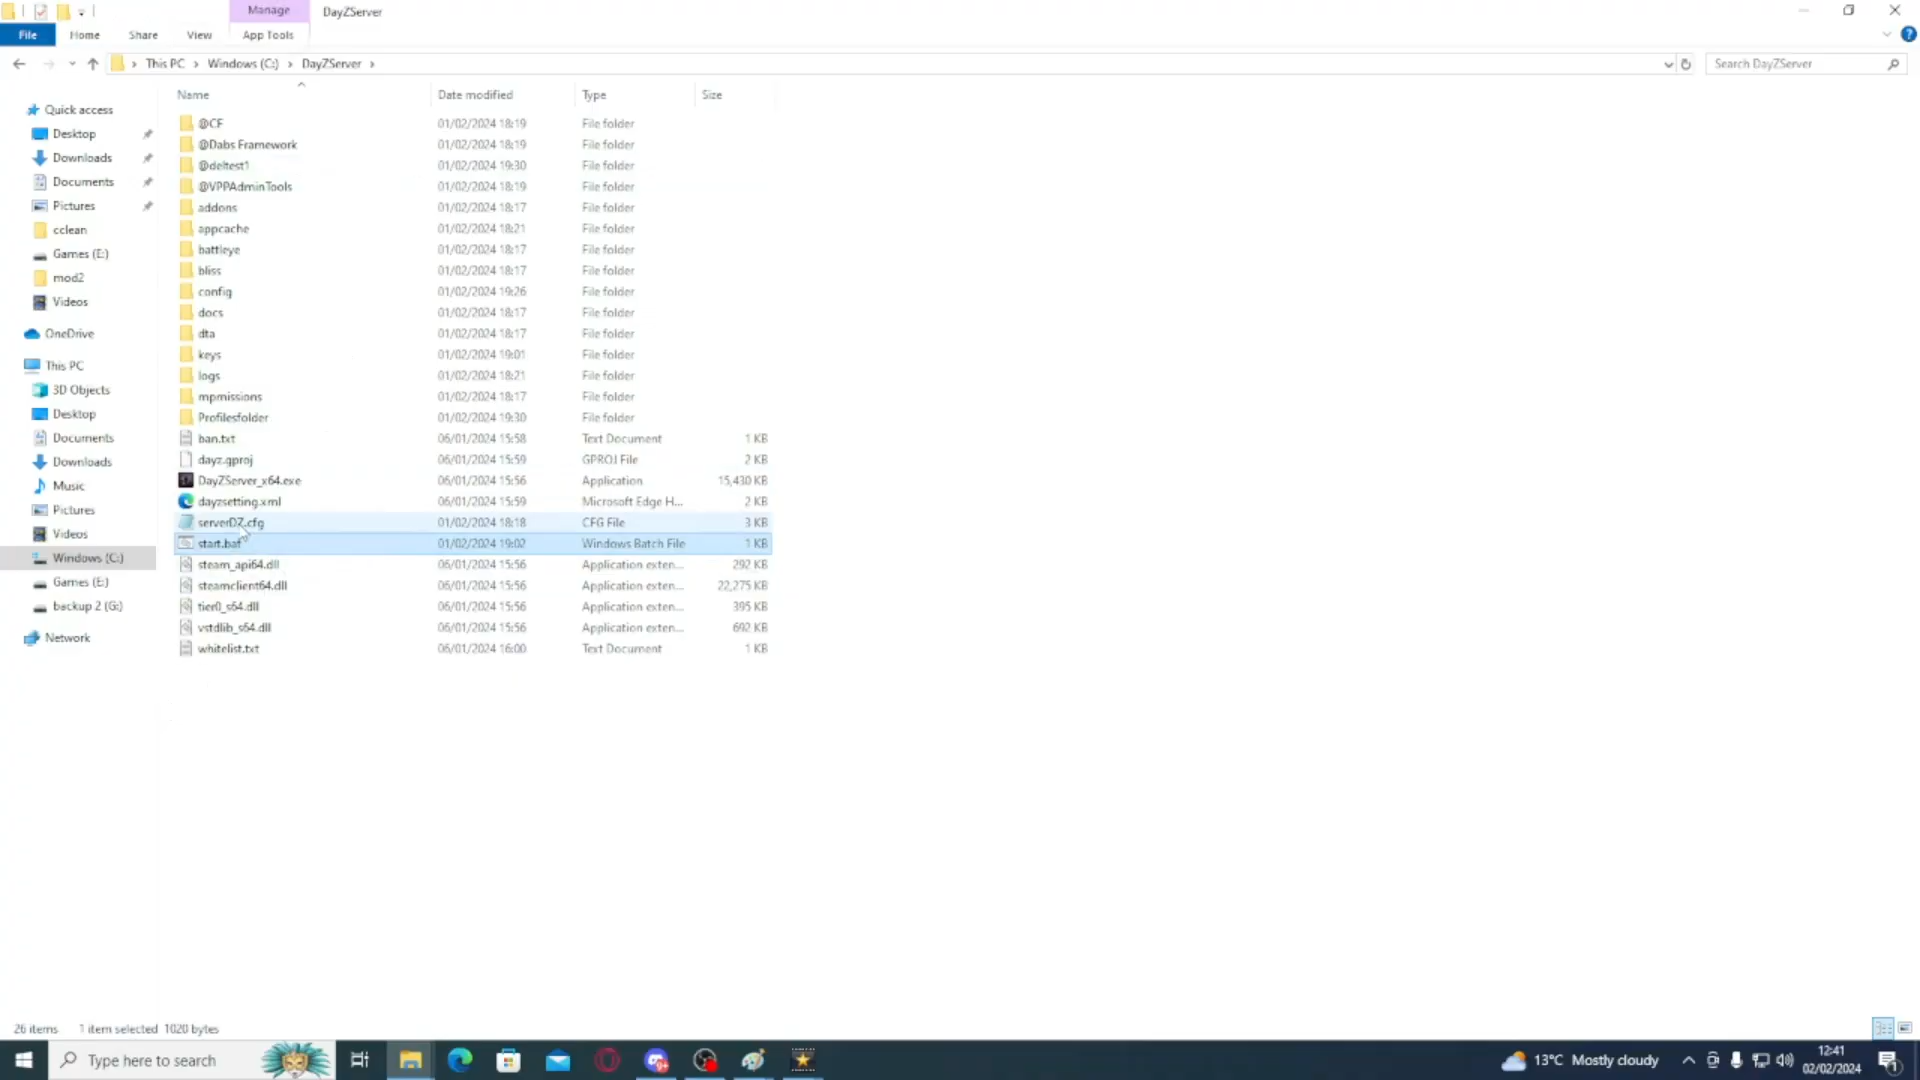 Manage DayZServer
File Home Share View App Tools
This PC Windows (C:) DayZServer Search DayZServer
Name Date modified Type Size
Quick access
Desktop
Downloads
Documents
Pictures
cclean
Games (E:)
mod2
Videos
OneDrive
This PC
3D Objects
Desktop
Documents
Downloads
Music
Pictures
Videos
Windows (C:)
Games (E:)
backup 2 (G:)
Network
@CF 01/02/2024 18:19 File folder
@Dabs Framework 01/02/2024 18:19 File folder
@deltest1 01/02/2024 19:30 File folder
@VPPAdminTools 01/02/2024 18:19 File folder
addons 01/02/2024 18:17 File folder
appcache 01/02/2024 18:21 File folder
battleye 01/02/2024 18:17 File folder
bliss 01/02/2024 18:17 File folder
config 01/02/2024 19:26 File folder
docs 01/02/2024 18:17 File folder
dta 01/02/2024 18:17 File folder
keys 01/02/2024 19:01 File folder
logs 01/02/2024 18:21 File folder
mpmissions 01/02/2024 18:17 File folder
Profilesfolder 01/02/2024 19:30 File folder
ban.txt 06/01/2024 15:58 Text Document 1 KB
dayz.gproj 06/01/2024 15:59 GPROJ File 2 KB
DayZServer_x64.exe 06/01/2024 15:56 Application 15,430 KB
dayzsetting.xml 06/01/2024 15:59 Microsoft Edge H... 2 KB
serverDZ.cfg 01/02/2024 18:18 CFG File 3 KB
start.bat 01/02/2024 19:02 Windows Batch File 1 KB
steam_api64.dll 06/01/2024 15:56 Application exten... 292 KB
steamclient64.dll 06/01/2024 15:56 Application exten... 22,275 KB
tier0_s64.dll 06/01/2024 15:56 Application exten... 395 KB
vstdlib_s64.dll 06/01/2024 15:56 Application exten... 692 KB
whitelist.txt 06/01/2024 16:00 Text Document 1 KB
26 items 1 item selected 1020 bytes
Type here to search 9+ 13°C Mostly cloudy 12:41
02/02/2024 1